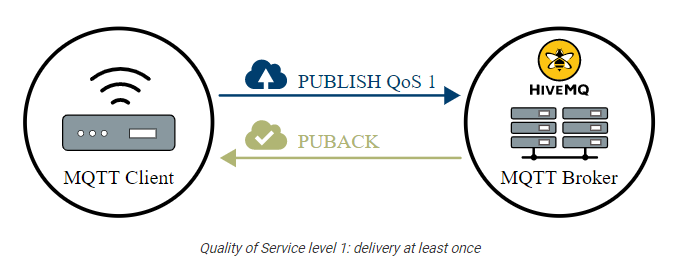 PUBLISH QoS 1
HIVEMQ
PUBACK
MQTT Client
MQTT Broker
Quality of Service level 1: delivery at least once